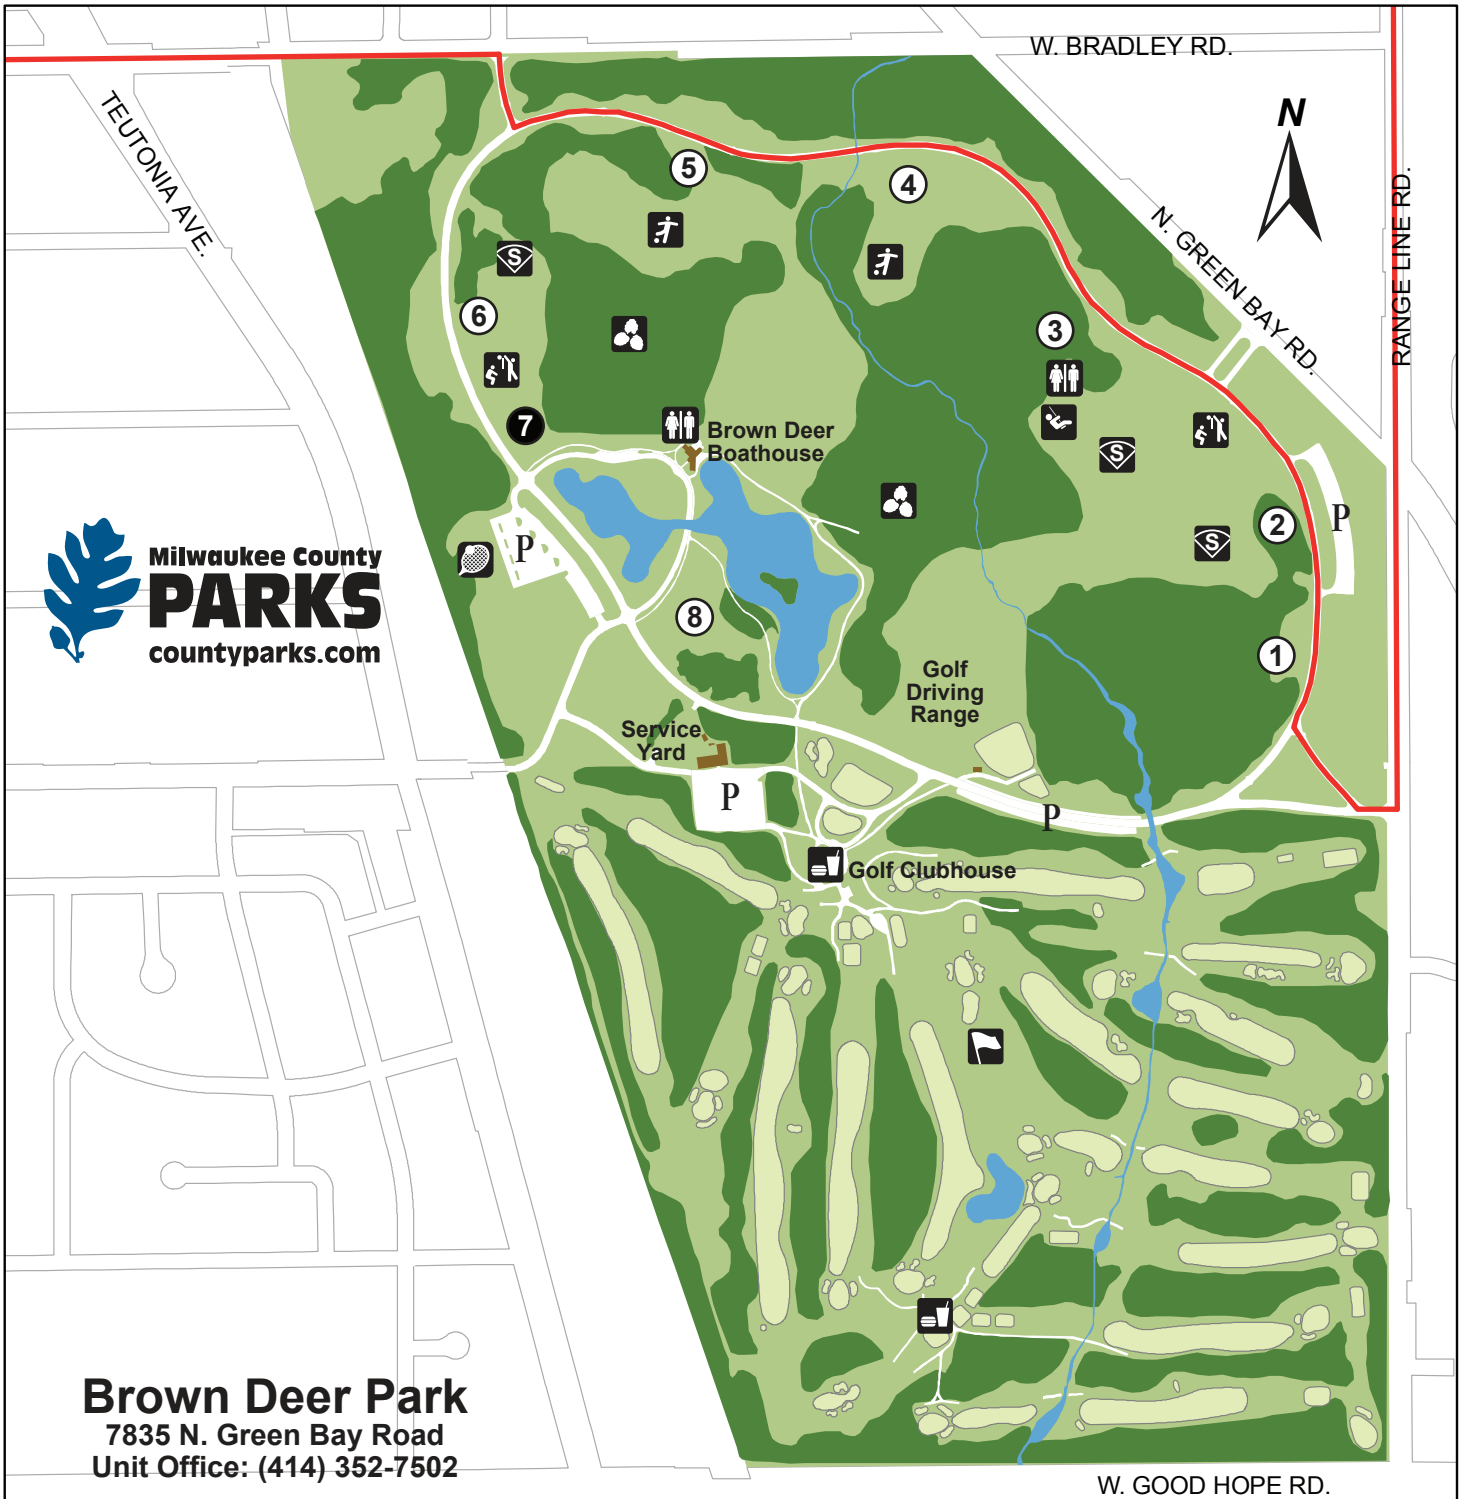 W. BRADLEY RD.
TEUTONIA AVE.
N
RANGE LINE RD.
N. GREEN BAY RD.
5
4
S
6
3
7
Brown Deer
Boathouse
S
2
P
P
S
Milwaukee County
PARKS
countyparks.com
8
1
Golf
Driving
Range
Service
Yard
P
P
Golf Clubhouse
Brown Deer Park
7835 N. Green Bay Road
Unit Office: (414) 352-7502
W. GOOD HOPE RD.